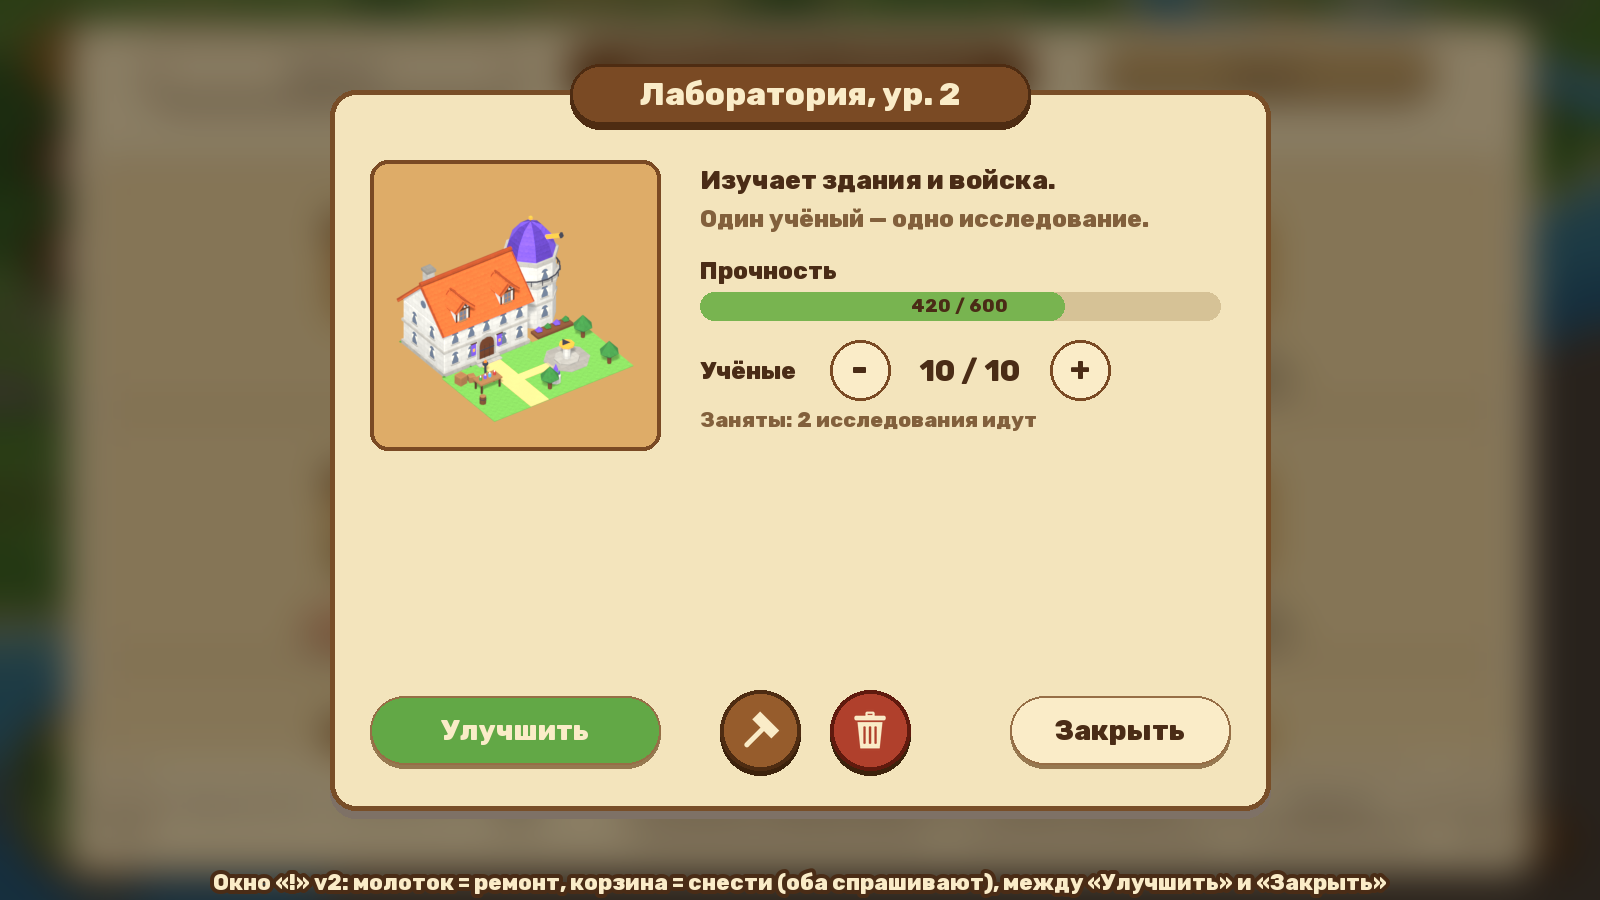 Лаборатория, ур. 2
Изучает здания и войска.
Один учёный — одно исследование.
Прочность
420 / 600
Учёные - 10 / 10 +
Заняты: 2 исследования идут
Улучшить
Закрыть
Окно «!» v2: молоток = ремонт, корзина = снести (оба спрашивают), между «Улучшить» и «Закрыть»